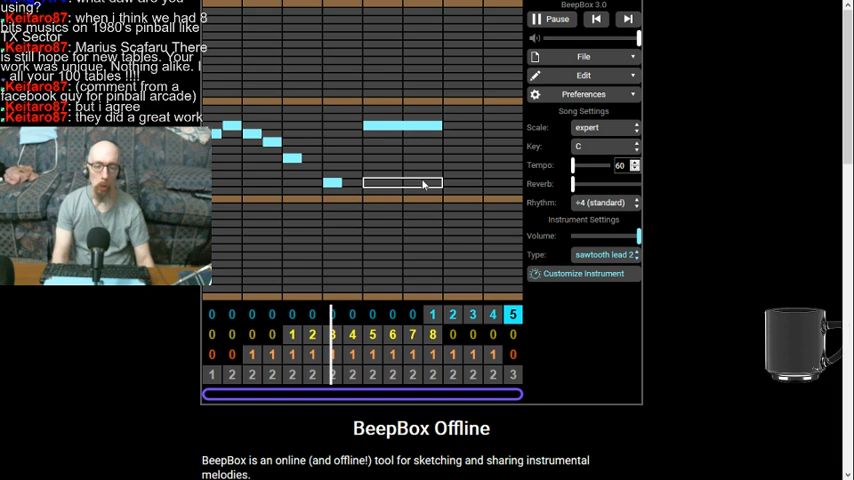 using?
Keitaro87: when i think we had 8
bits musics on 1980's pinball like
TX Sector
Keitaro87: Marius Scafaru There
is still hope for new tables. Your
work was unique. Nothing alike. I
all your 100 tables !!!!
Keitaro87: (comment from a
facebook guy for pinball arcade)
Keitaro87: but i agree
Keitaro87: they did a great work
BeepBox 3.0
Pause
File
Edit
Preferences
Song Settings
Scale: expert
Key: C
Tempo: 60
Reverb:
Rhythm: ÷4 (standard)
Instrument Settings
Volume:
Type: sawtooth lead 2
Customize Instrument
0 0 0 0 0 0 0 0 0 0 0 1 2 3 4 5
0 0 0 0 1 2 3 4 5 6 7 8 0 0 0 0
0 0 1 1 1 1 1 1 1 1 1 1 1 1 1 0
1 2 2 2 2 2 2 2 2 2 2 2 2 2 2 3
BeepBox Offline
BeepBox is an online (and offline!) tool for sketching and sharing instrumental
melodies.